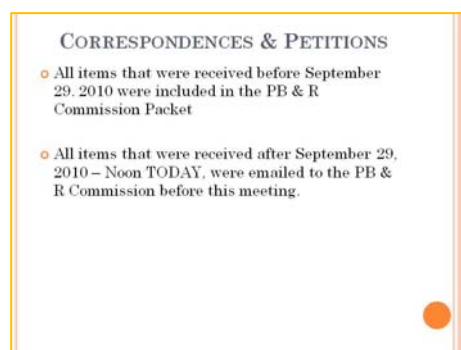 CORRESPONDENCES & PETITIONS
All items that were received before September
29. 2010 were included in the PB & R
Commission Packet
All items that were received after September 29,
2010 – Noon TODAY, were emailed to the PB &
R Commission before this meeting.